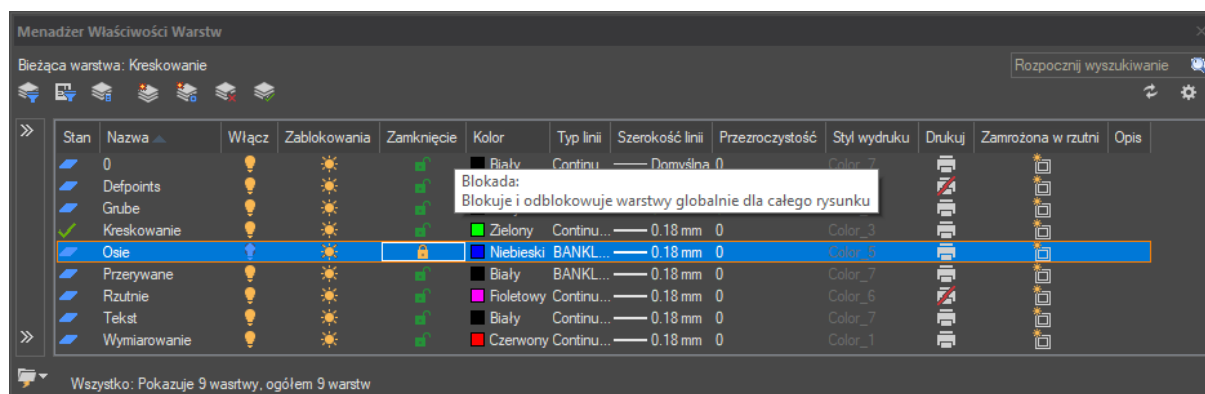 Menadżer Właściwości Warstw
Bieżąca warstwa: Kreskowanie
Rozpocznij wyszukiwanie
Stan Nazwa Włącz Zablokowania Zamknięcie Kolor Typ linii Szerokość linii Przezroczystość Styl wydruku Drukuj Zamrożona w rzutni Opis
0 Biały Continu... Domyślna 0 Color_7
Defpoints
Blokada:
Blokuje i odblokowuje warstwy globalnie dla całego rysunku
Grube
Kreskowanie Zielony Continu... 0.18 mm 0 Color_3
Osie Niebieski BANKL... 0.18 mm 0 Color_5
Przerywane Biały BANKL... 0.18 mm 0 Color_7
Rzutnie Fioletowy Continu... 0.18 mm 0 Color_6
Tekst Biały Continu... 0.18 mm 0 Color_7
Wymiarowanie Czerwony Continu... 0.18 mm 0 Color_1
Wszystko: Pokazuje 9 wasrtwy, ogółem 9 warstw